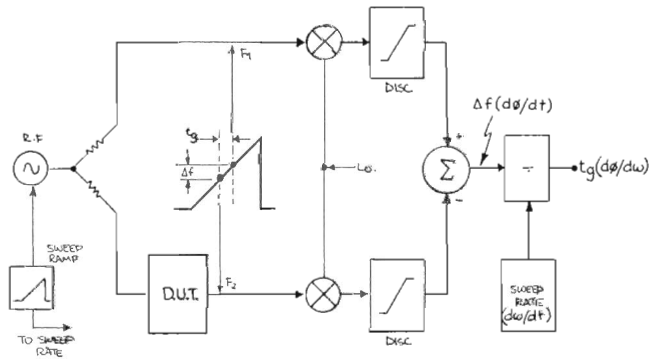 DISC
F1
Δf(dø/dt)
R.F
tg
+
Δf
L.O.
Σ
÷
tg(dø/dω)
−
SWEEP
RAMP
D.U.T.
F2
SWEEP
RATE
(dω/dt)
TO SWEEP
RATE
DISC